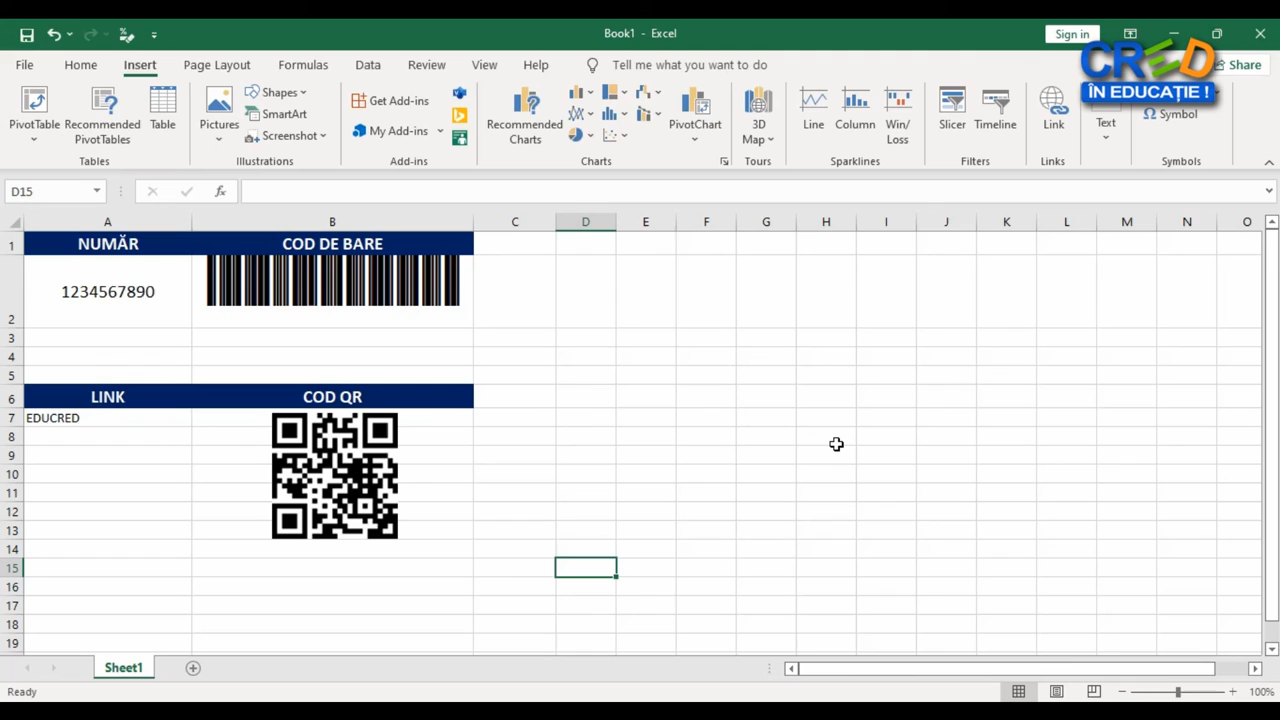 Book1 - Excel
Sign in
CRED
ÎN EDUCAȚIE !
File Home Insert Page Layout Formulas Data Review View Help Tell me what you want to do Share
PivotTable Recommended PivotTables Table
Tables
Pictures Shapes SmartArt Screenshot
Illustrations
Get Add-ins
My Add-ins
Add-ins
Recommended Charts PivotChart
Charts
3D Map
Tours
Line Column Win/Loss
Sparklines
Slicer Timeline
Filters
Link
Links
Text
Symbol
Symbols
D15 fx
A B C D E F G H I J K L M N O
1 NUMĂR COD DE BARE
2 1234567890
3
4
5
6 LINK COD QR
7 EDUCRED
8
9
10
11
12
13
14
15
16
17
18
19
Sheet1
Ready 100%